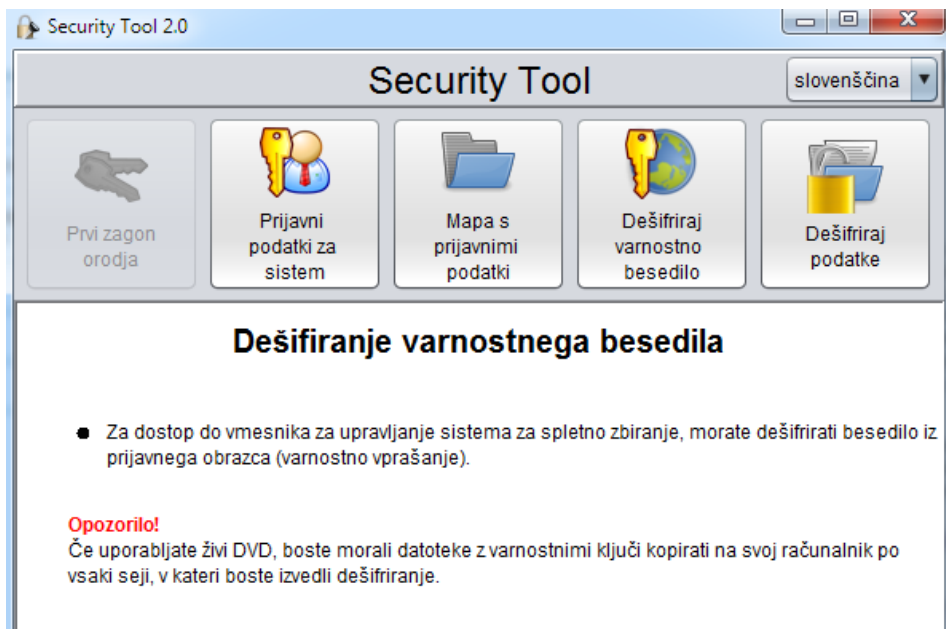 Security Tool 2.0
Security Tool
slovenščina
Prvi zagon
orodja
Prijavni
podatki za
sistem
Mapa s
prijavnimi
podatki
Dešifriraj
varnostno
besedilo
Dešifriraj
podatke
Dešifiranje varnostnega besedila
Za dostop do vmesnika za upravljanje sistema za spletno zbiranje, morate dešifrirati besedilo iz
prijavnega obrazca (varnostno vprašanje).
Opozorilo!
Če uporabljate živi DVD, boste morali datoteke z varnostnimi ključi kopirati na svoj računalnik po
vsaki seji, v kateri boste izvedli dešifriranje.